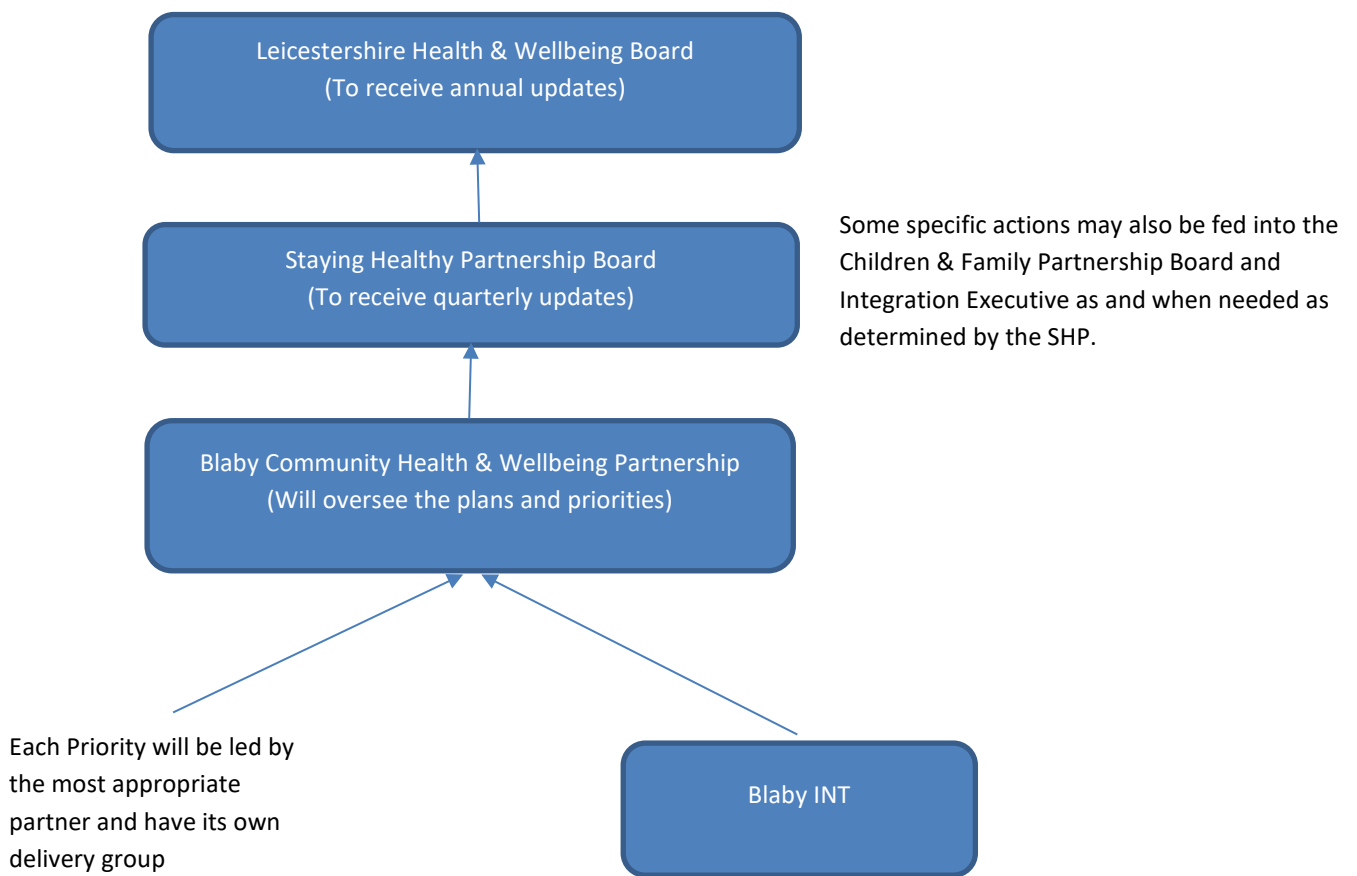 Leicestershire Health & Wellbeing Board
(To receive annual updates)
Staying Healthy Partnership Board
(To receive quarterly updates)
Some specific actions may also be fed into the
Children & Family Partnership Board and
Integration Executive as and when needed as
determined by the SHP.
Blaby Community Health & Wellbeing Partnership
(Will oversee the plans and priorities)
Each Priority will be led by
the most appropriate
partner and have its own
delivery group
Blaby INT